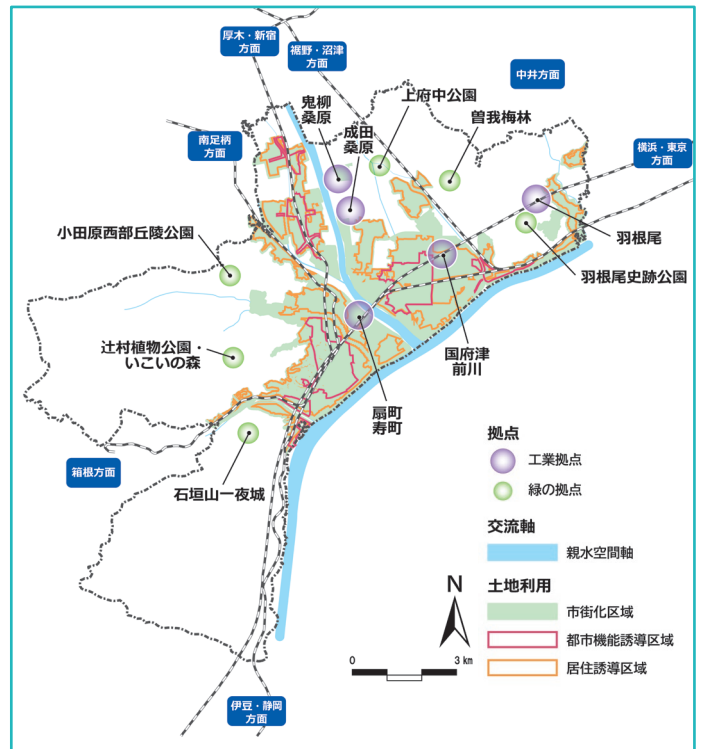 厚木・新宿
方面
裾野・沼津
方面
中井方面
鬼柳
桑原
上府中公園
曽我梅林
成田
桑原
南足柄
方面
横浜・東京
方面
小田原西部丘陵公園
羽根尾
羽根尾史跡公園
辻村植物公園・
いこいの森
国府津
前川
扇町
寿町
箱根方面
石垣山一夜城
伊豆・静岡
方面
拠点
工業拠点
緑の拠点
交流軸
親水空間軸
土地利用
市街化区域
都市機能誘導区域
居住誘導区域
N
0 3 km